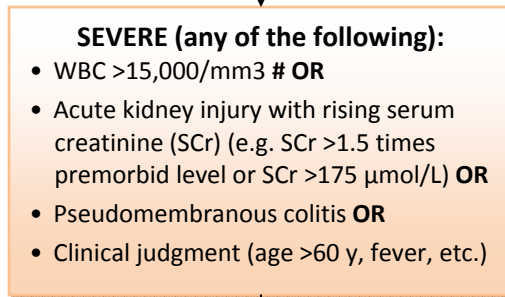 SEVERE (any of the following):
• WBC >15,000/mm3 # OR
• Acute kidney injury with rising serum
creatinine (SCr) (e.g. SCr >1.5 times
premorbid level or SCr >175 µmol/L) OR
• Pseudomembranous colitis OR
• Clinical judgment (age >60 y, fever, etc.)